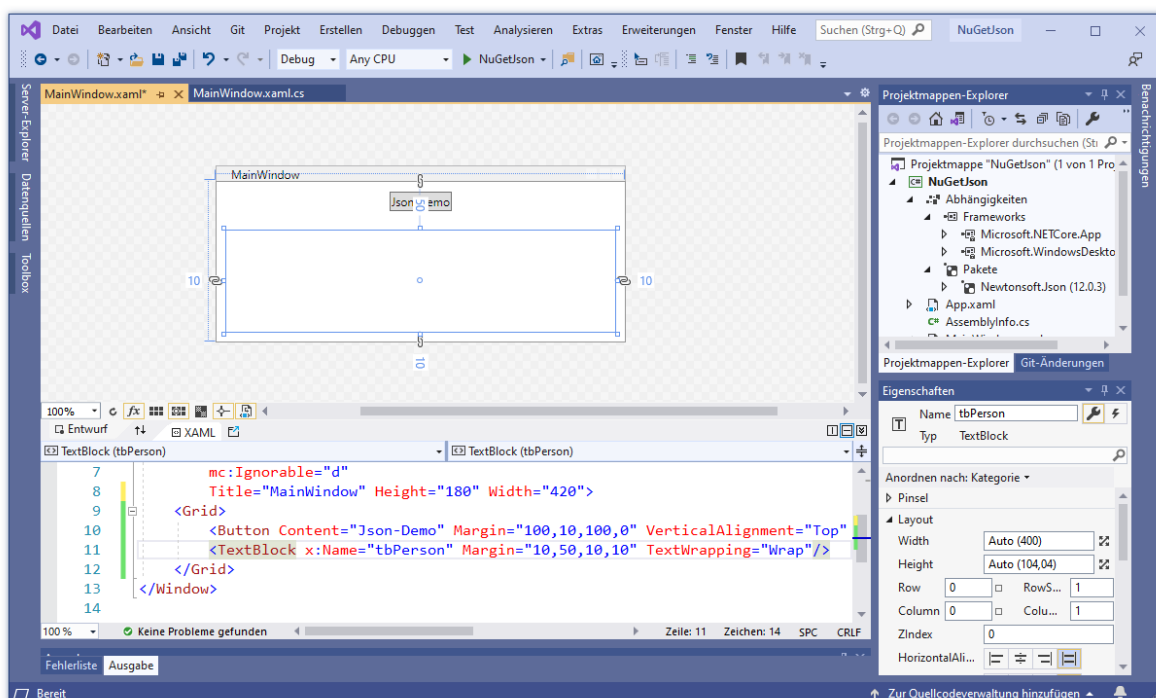 Datei Bearbeiten Ansicht Git Projekt Erstellen Debuggen Test Analysieren Extras Erweiterungen Fenster Hilfe Suchen (Strg+Q) NuGetJson
Debug Any CPU NuGetJson
Server-Explorer
Datenquellen
Toolbox
MainWindow.xaml* MainWindow.xaml.cs
MainWindow
50
10 10
10
100%
Entwurf XAML
TextBlock (tbPerson) TextBlock (tbPerson)
7 mc:Ignorable="d"
8 Title="MainWindow" Height="180" Width="420">
9 <Grid>
10 <Button Content="Json-Demo" Margin="100,10,100,0" VerticalAlignment="Top"
11 <TextBlock x:Name="tbPerson" Margin="10,50,10,10" TextWrapping="Wrap"/>
12 </Grid>
13 </Window>
14
100 % Keine Probleme gefunden Zeile: 11 Zeichen: 14 SPC CRLF
Fehlerliste Ausgabe
Projektmappen-Explorer
Projektmappen-Explorer durchsuchen (St
Projektmappe "NuGetJson" (1 von 1 Pro
C# NuGetJson
Abhängigkeiten
Frameworks
Microsoft.NETCore.App
Microsoft.WindowsDeskto
Pakete
Newtonsoft.Json (12.0.3)
App.xaml
C# AssemblyInfo.cs
Projektmappen-Explorer Git-Änderungen
Eigenschaften
Name tbPerson
Typ TextBlock
Anordnen nach: Kategorie
Pinsel
Layout
Width Auto (400)
Height Auto (104,04)
Row 0 RowS... 1
Column 0 Colu... 1
ZIndex 0
HorizontalAli...
Benachrichtigungen
Bereit Zur Quellcodeverwaltung hinzufügen